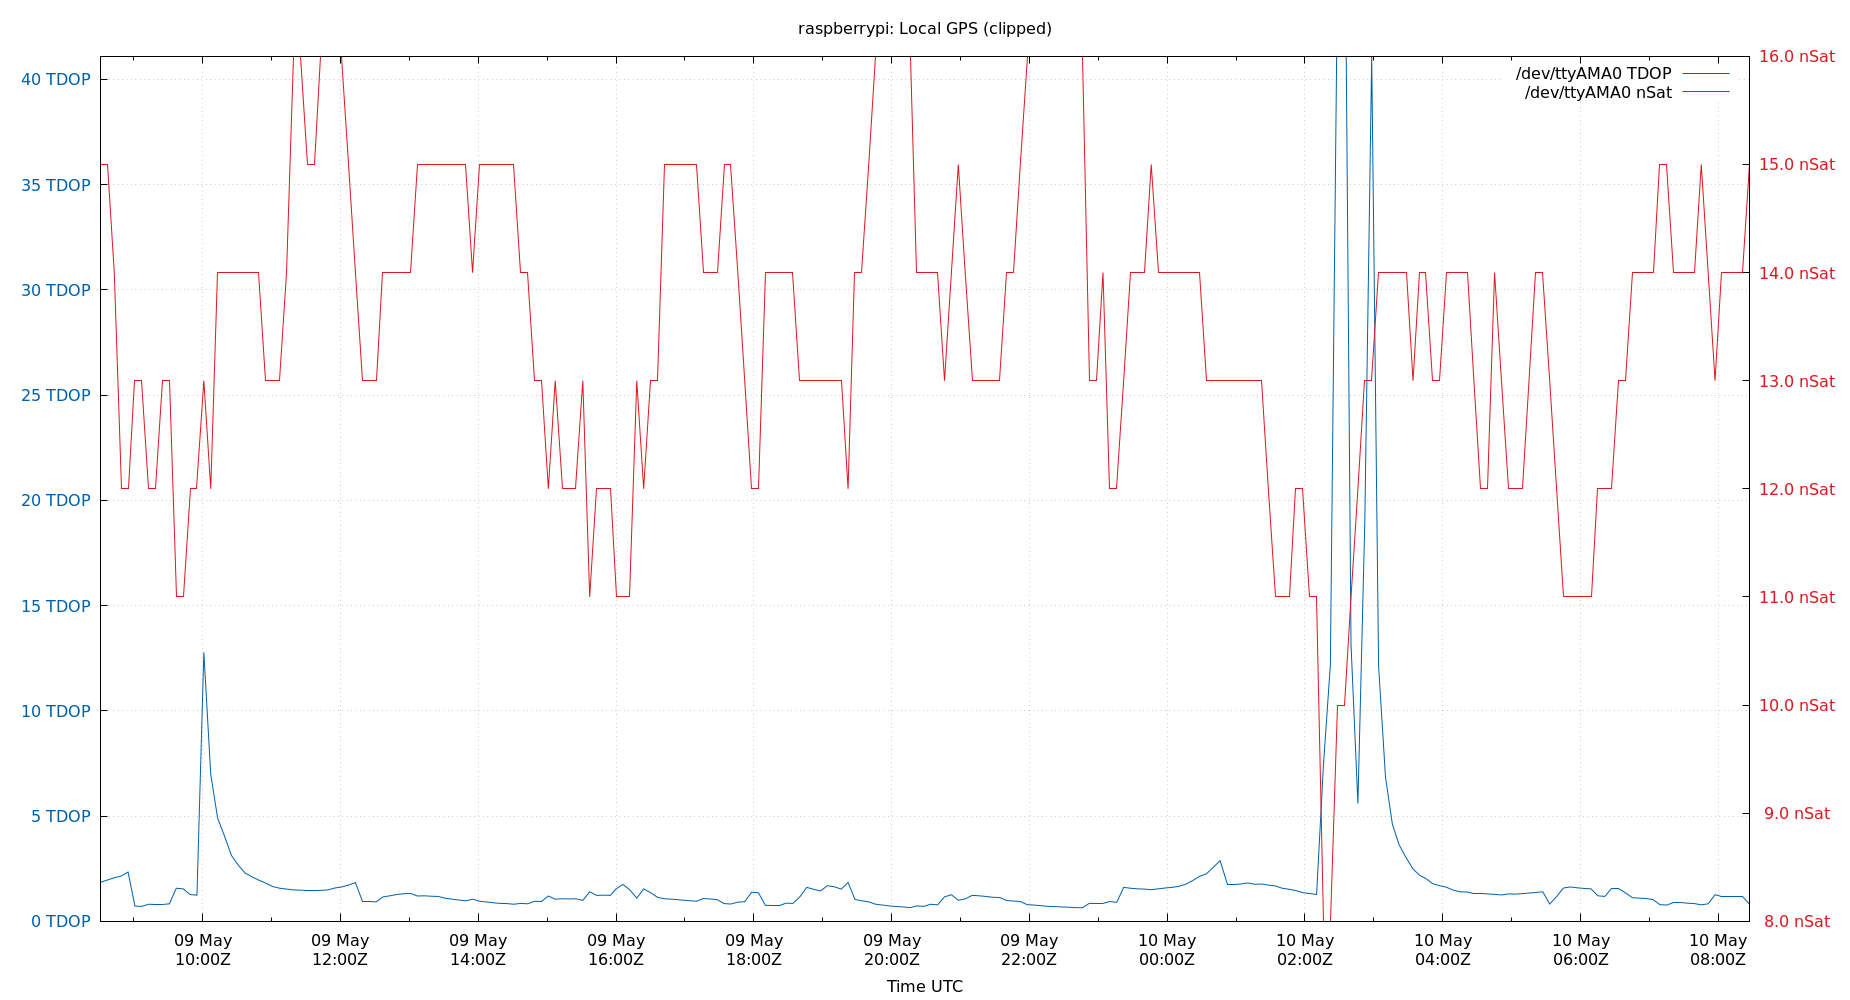 raspberrypi: Local GPS (clipped)
/dev/ttyAMA0 TDOP
/dev/ttyAMA0 nSat
40 TDOP
35 TDOP
30 TDOP
25 TDOP
20 TDOP
15 TDOP
10 TDOP
5 TDOP
0 TDOP
16.0 nSat
15.0 nSat
14.0 nSat
13.0 nSat
12.0 nSat
11.0 nSat
10.0 nSat
9.0 nSat
8.0 nSat
09 May
10:00Z
09 May
12:00Z
09 May
14:00Z
09 May
16:00Z
09 May
18:00Z
09 May
20:00Z
09 May
22:00Z
10 May
00:00Z
10 May
02:00Z
10 May
04:00Z
10 May
06:00Z
10 May
08:00Z
Time UTC